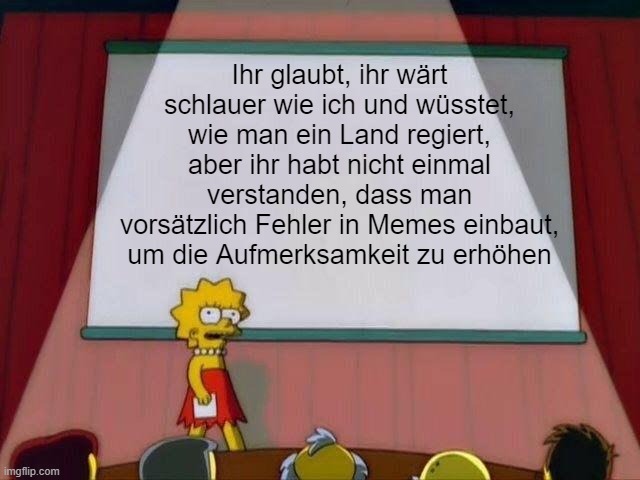 Ihr glaubt, ihr wärt
schlauer wie ich und wüsstet,
wie man ein Land regiert,
aber ihr habt nicht einmal
verstanden, dass man
vorsätzlich Fehler in Memes einbaut,
um die Aufmerksamkeit zu erhöhen
imgflip.com